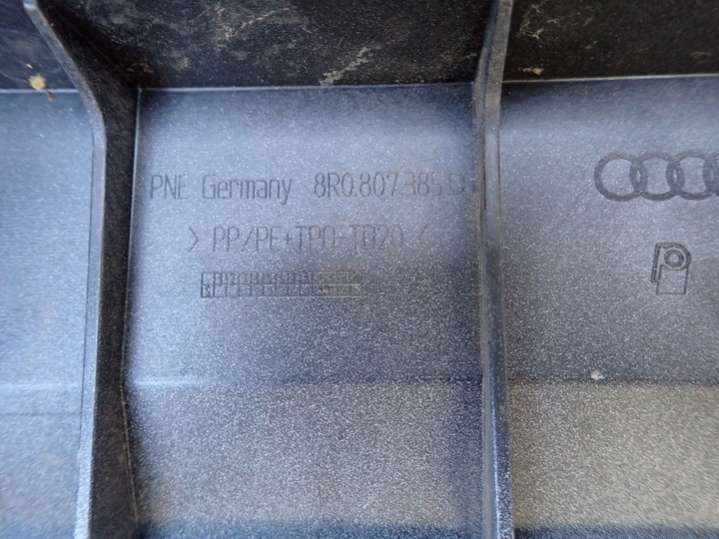 PNE Germany 8R0.807.385
> PP/PE+TPO-TD20 <